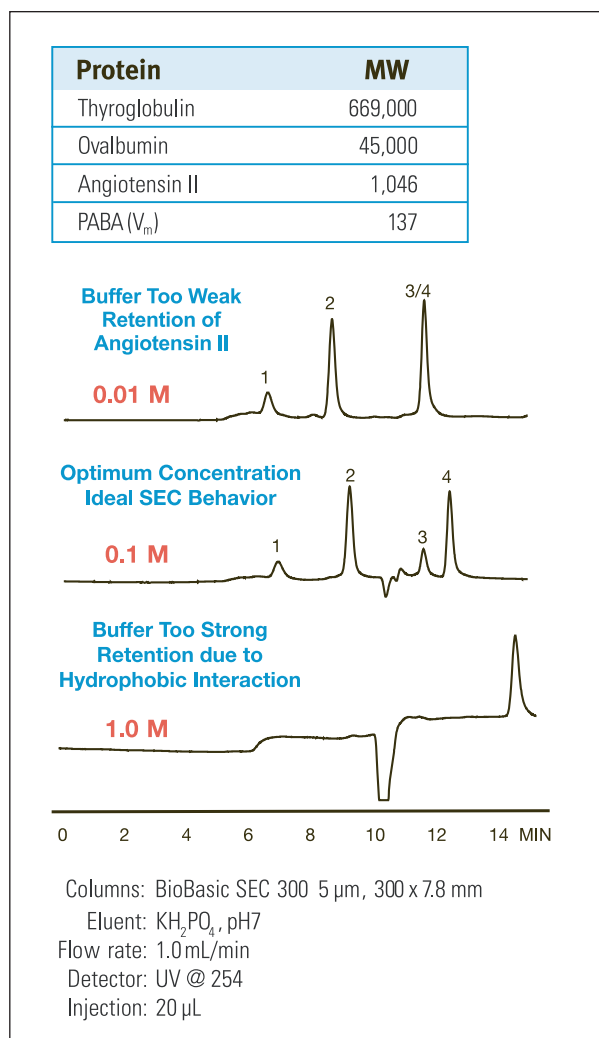 Protein MW
Thyroglobulin 669,000
Ovalbumin 45,000
Angiotensin II 1,046
PABA (Vm) 137
Buffer Too Weak
Retention of
Angiotensin II
0.01 M
1
2
3/4
Optimum Concentration
Ideal SEC Behavior
0.1 M
1
2
3
4
Buffer Too Strong
Retention due to
Hydrophobic Interaction
1.0 M
0 2 4 6 8 10 12 14 MIN
Columns: BioBasic SEC 300 5 µm, 300 x 7.8 mm
Eluent: KH2PO4, pH7
Flow rate: 1.0 mL/min
Detector: UV @ 254
Injection: 20 µL